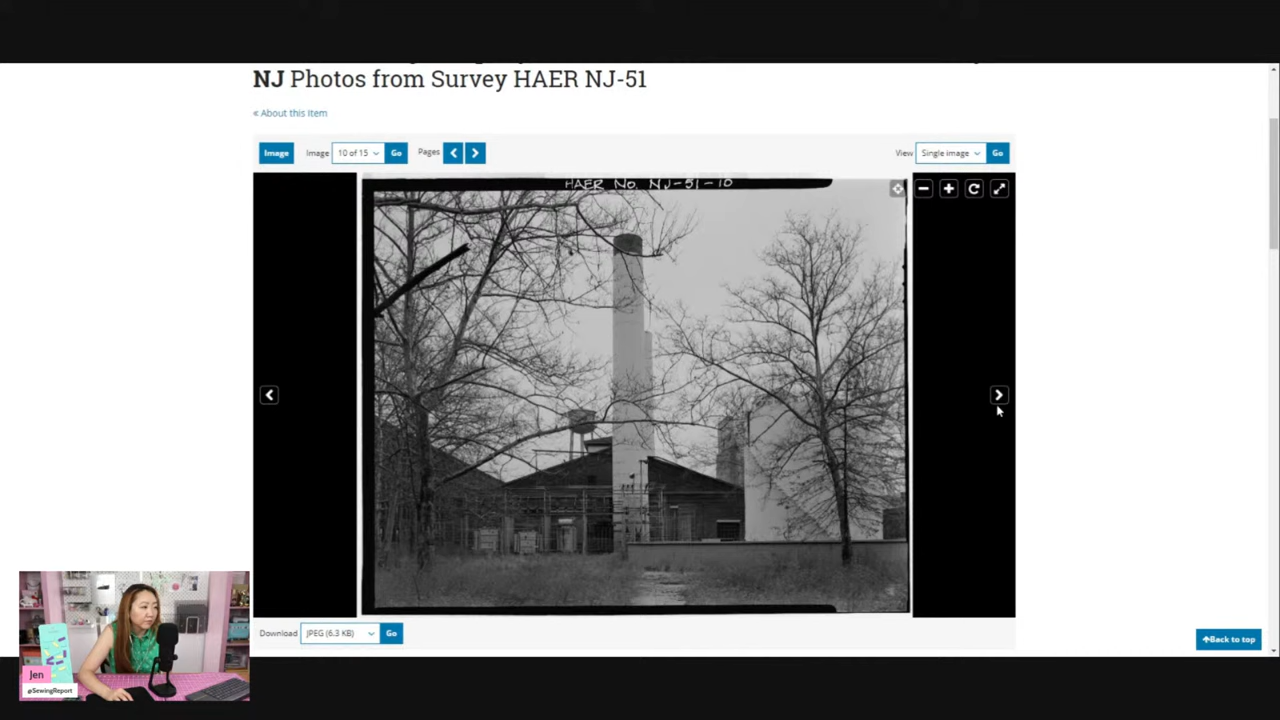 NJ Photos from Survey HAER NJ-51
« About this Item
Image Image 10 of 15 Go Pages View Single image Go
HAER No. NJ-51-10
Download JPEG (6.3 KB) Go
Back to top
Jen
@SewingReport